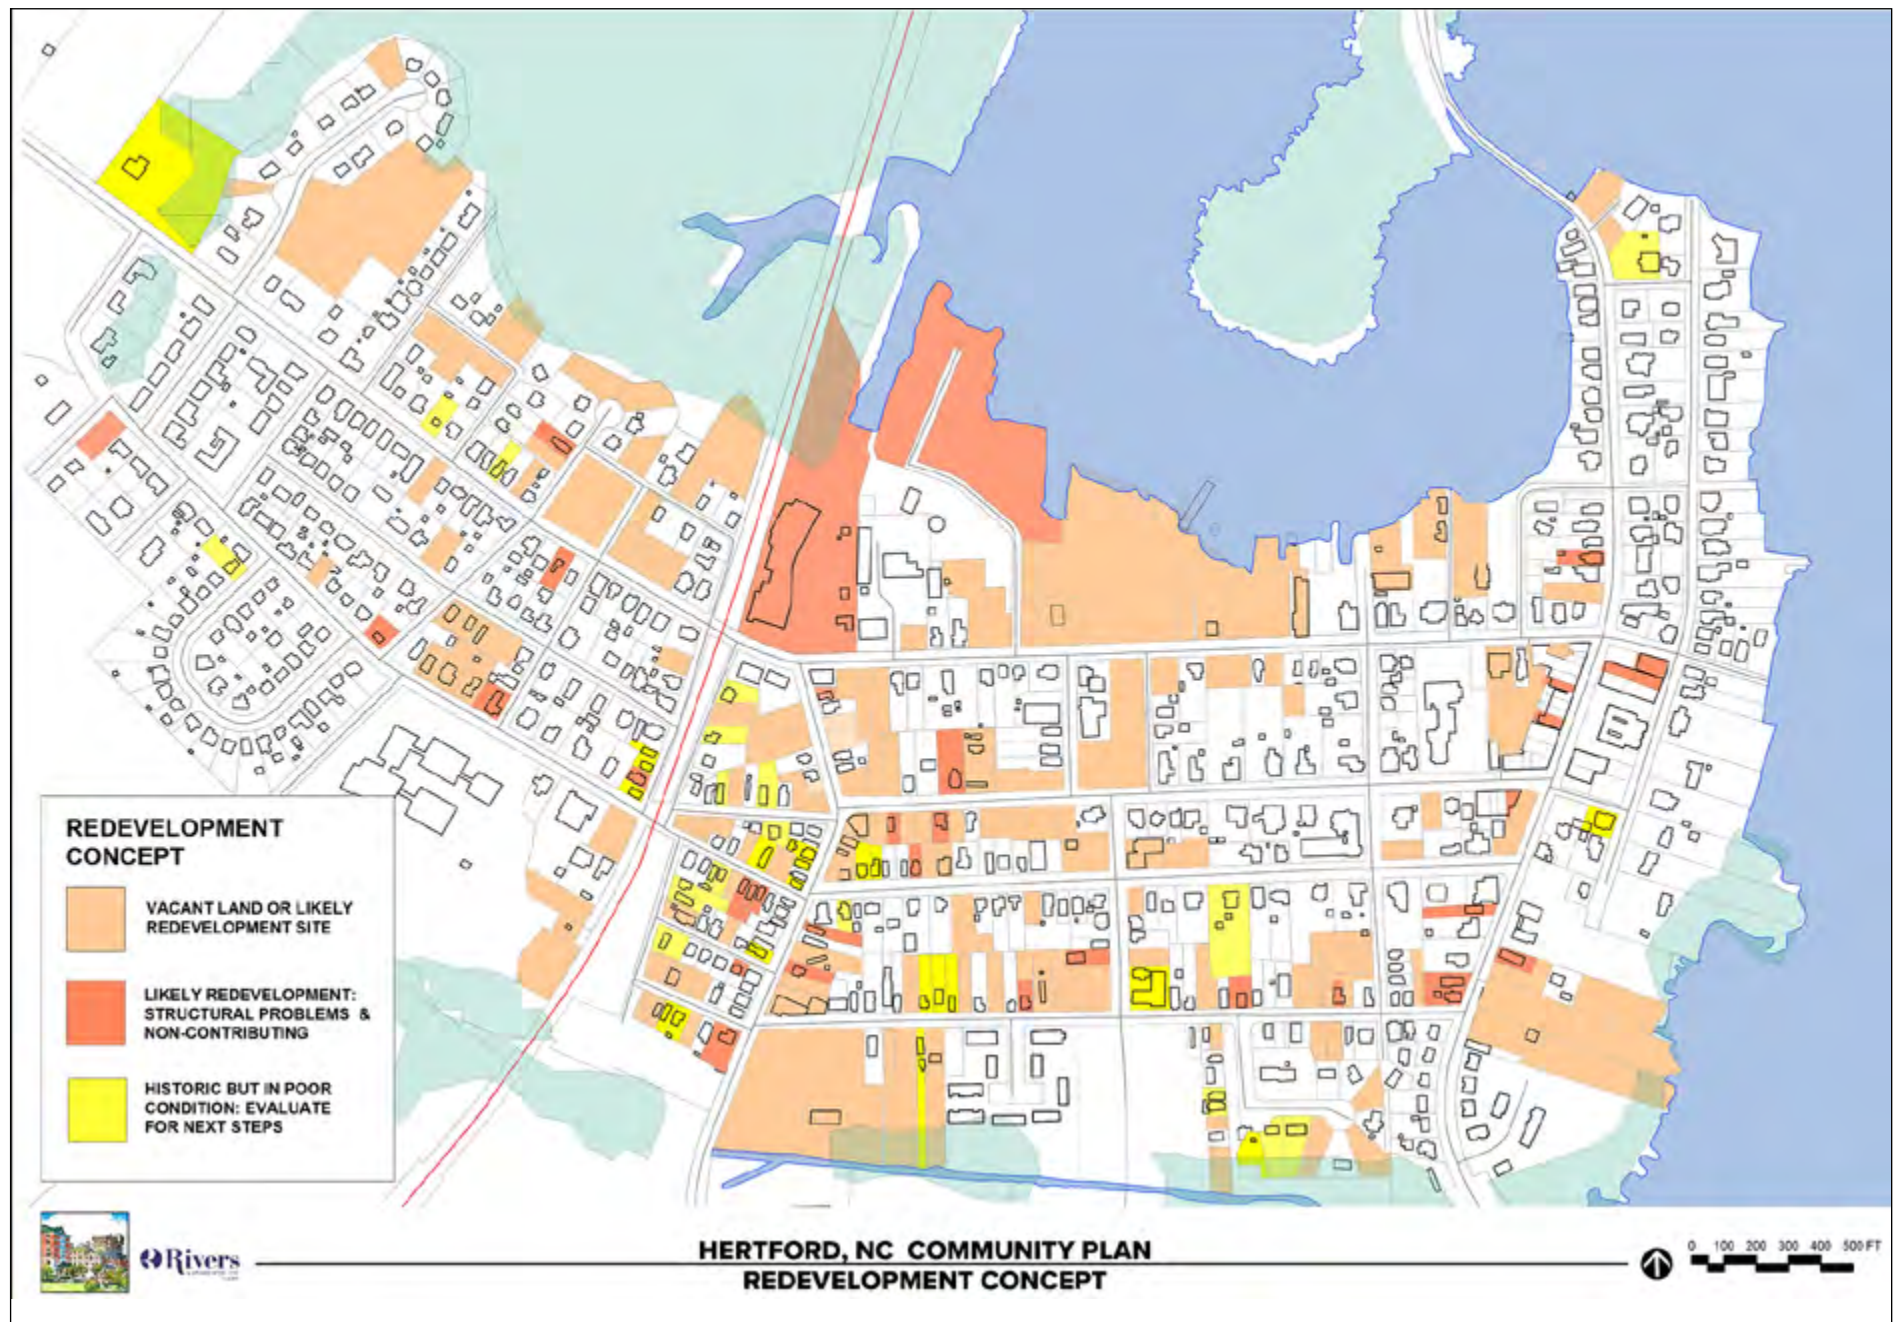 REDEVELOPMENT
CONCEPT
VACANT LAND OR LIKELY
REDEVELOPMENT SITE
LIKELY REDEVELOPMENT:
STRUCTURAL PROBLEMS &
NON-CONTRIBUTING
HISTORIC BUT IN POOR
CONDITION: EVALUATE
FOR NEXT STEPS
Rivers
HERTFORD, NC COMMUNITY PLAN
REDEVELOPMENT CONCEPT
0 100 200 300 400 500 FT